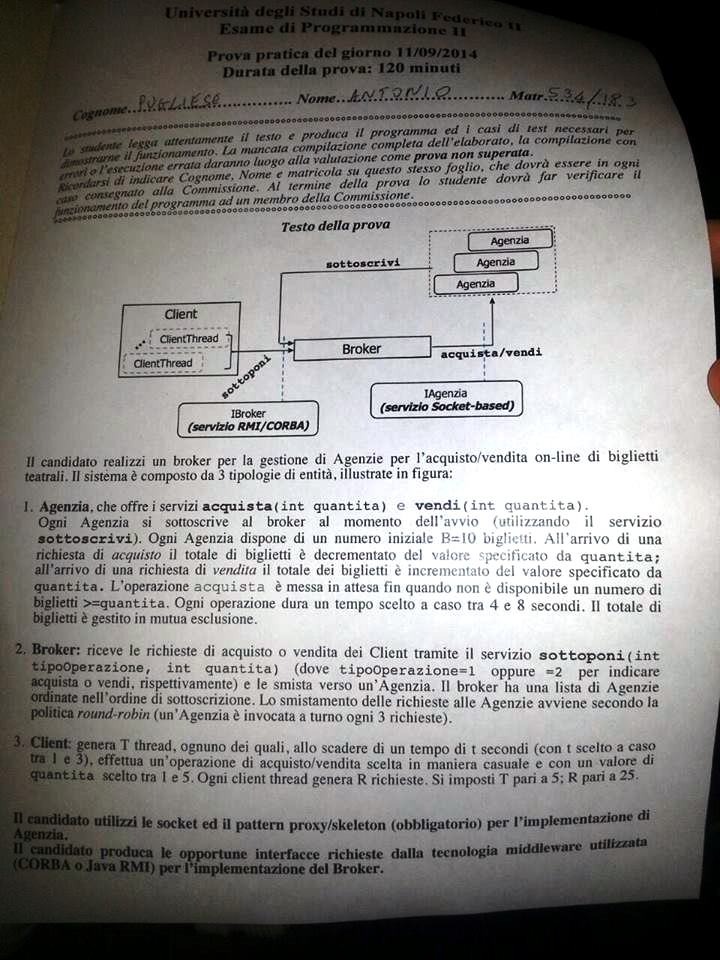 Università degli Studi di Napoli Federico II
Esame di Programmazione II
Prova pratica del giorno 11/09/2014
Durata della prova: 120 minuti
Cognome...PUGLIESE............ Nome...ANTONIO.......... Matr.534/183
Lo studente legga attentamente il testo e produca il programma ed i casi di test necessari per
dimostrarne il funzionamento. La mancata compilazione completa dell'elaborato, la compilazione con
errori o l'esecuzione errata daranno luogo alla valutazione come prova non superata.
Ricordarsi di indicare Cognome, Nome e matricola su questo stesso foglio, che dovrà essere in ogni
caso consegnato alla Commissione. Al termine della prova lo studente dovrà far verificare il
funzionamento del programma ad un membro della Commissione.
Testo della prova
Agenzia
Agenzia
Agenzia
sottoscrivi
Client
ClientThread
ClientThread
Broker
sottoponi
acquista/vendi
IBroker
(servizio RMI/CORBA)
IAgenzia
(servizio Socket-based)
Il candidato realizzi un broker per la gestione di Agenzie per l'acquisto/vendita on-line di biglietti
teatrali. Il sistema è composto da 3 tipologie di entità, illustrate in figura:
1. Agenzia, che offre i servizi acquista(int quantita) e vendi(int quantita).
Ogni Agenzia si sottoscrive al broker al momento dell'avvio (utilizzando il servizio
sottoscrivi). Ogni Agenzia dispone di un numero iniziale B=10 biglietti. All'arrivo di una
richiesta di acquisto il totale di biglietti è decrementato del valore specificato da quantita;
all'arrivo di una richiesta di vendita il totale dei biglietti è incrementato del valore specificato da
quantita. L'operazione acquista è messa in attesa fin quando non è disponibile un numero di
biglietti >=quantita. Ogni operazione dura un tempo scelto a caso tra 4 e 8 secondi. Il totale di
biglietti è gestito in mutua esclusione.
2. Broker: riceve le richieste di acquisto o vendita dei Client tramite il servizio sottoponi(int
tipoOperazione, int quantita) (dove tipoOperazione=1 oppure =2 per indicare
acquista o vendi, rispettivamente) e le smista verso un'Agenzia. Il broker ha una lista di Agenzie
ordinate nell'ordine di sottoscrizione. Lo smistamento delle richieste alle Agenzie avviene secondo la
politica round-robin (un'Agenzia è invocata a turno ogni 3 richieste).
3. Client: genera T thread, ognuno dei quali, allo scadere di un tempo di t secondi (con t scelto a caso
tra 1 e 3), effettua un'operazione di acquisto/vendita scelta in maniera casuale e con un valore di
quantita scelto tra 1 e 5. Ogni client thread genera R richieste. Si imposti T pari a 5; R pari a 25.
Il candidato utilizzi le socket ed il pattern proxy/skeleton (obbligatorio) per l'implementazione di
Agenzia.
Il candidato produca le opportune interfacce richieste dalla tecnologia middleware utilizzata
(CORBA o Java RMI) per l'implementazione del Broker.